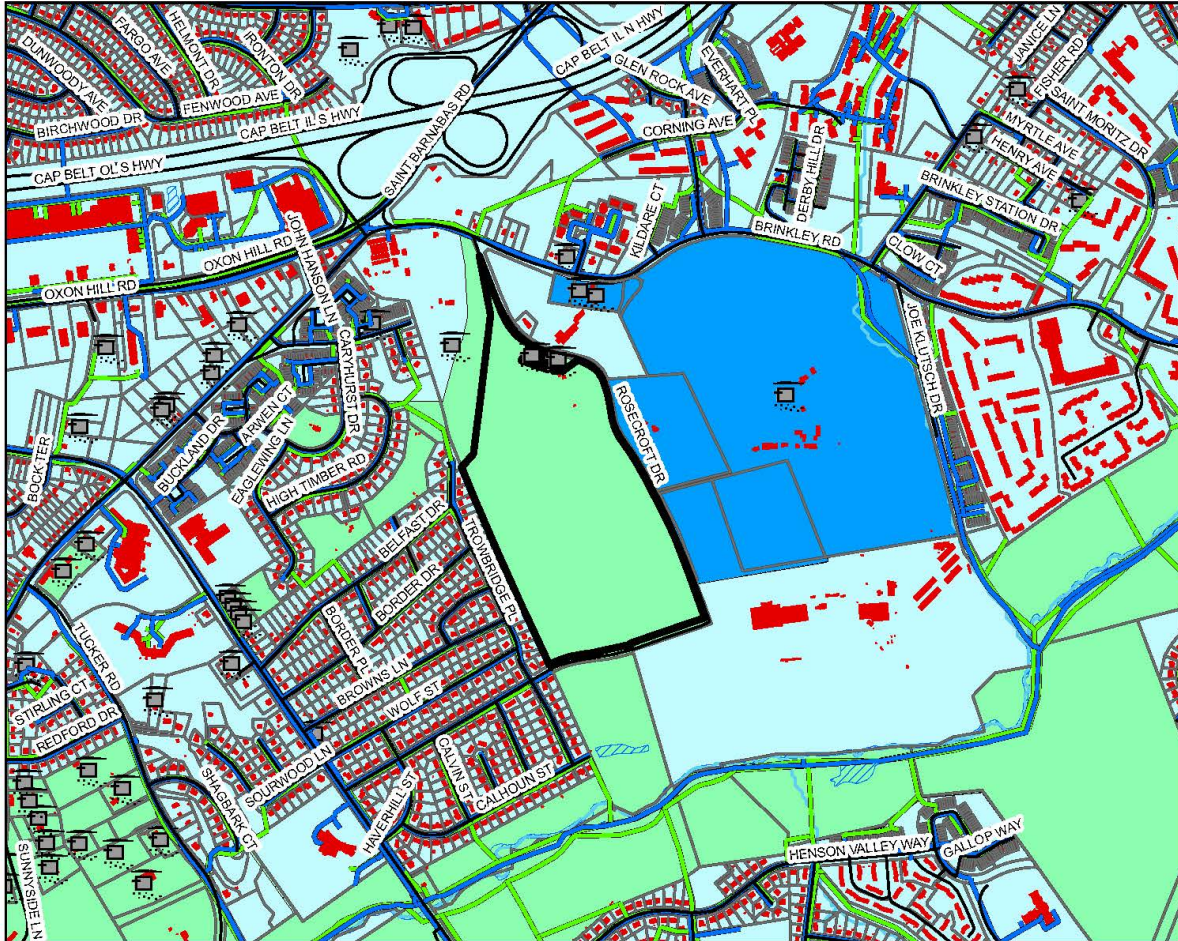 DUNWOODY AVE
FARGO AVE
HELMONT DR
IRONTON DR
FENWOOD AVE
BIRCHWOOD DR
CAP BELT IL S HWY
CAP BELT OL S HWY
CAP BELT IL N HWY
SAINT BARNABAS RD
GLEN ROCK AVE
EVERHART PL
CORNING AVE
JANICE LN
FISHER RD
SAINT MORITZ DR
MYRTLE AVE
HENRY AVE
BRINKLEY STATION DR
DERBY HILL DR
KILDARE CT
BRINKLEY RD
CLOW CT
JOE KLUTSCH DR
OXON HILL RD
OXON HILL RD
JOHN HANSON LN
CARYHURST DR
ROSECROFT DR
BOCK TER
BUCKLAND DR
ARWEN CT
EAGLEWING LN
HIGH TIMBER RD
BELFAST DR
BORDER DR
TROWBRIDGE PL
BORDER PL
BROWNS LN
WOLF ST
TUCKER RD
STIRLING CT
REDFORD DR
SOURWOOD LN
SHAGBARK CT
CALVIN ST
CALHOUN ST
HAVERHILL ST
SUNNYSIDE LN
HENSON VALLEY WAY
GALLOP WAY